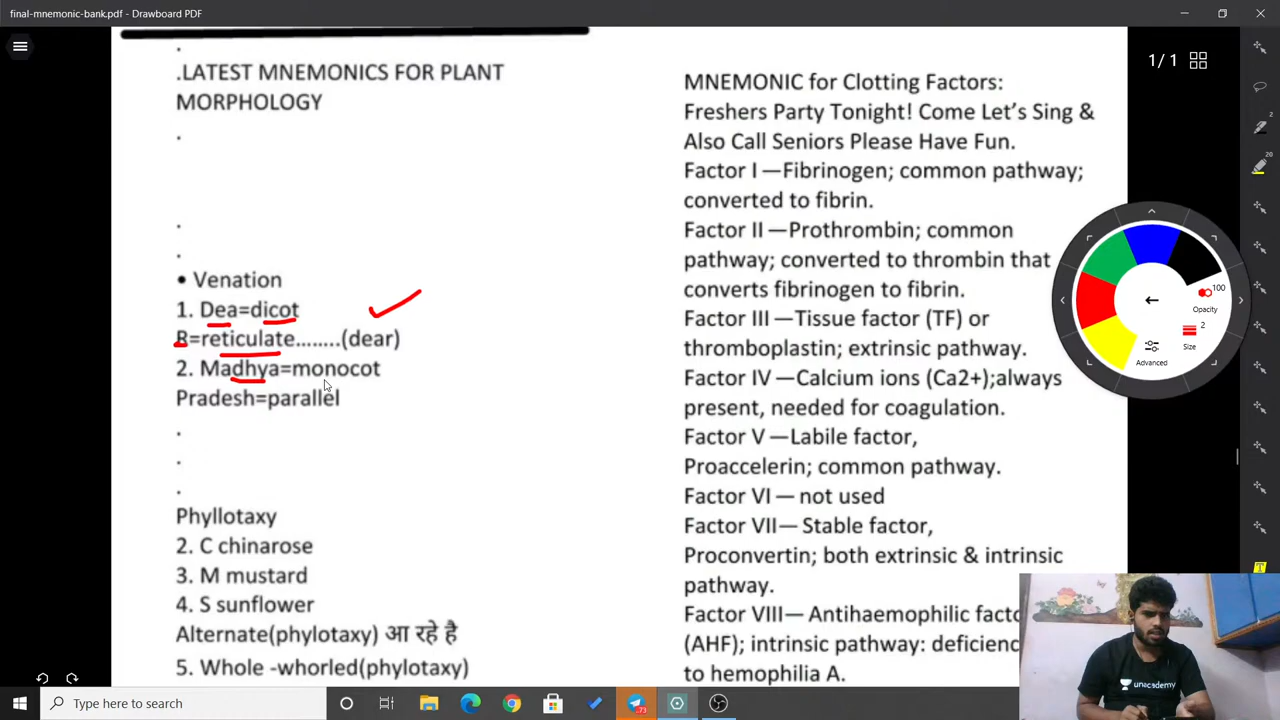 final-mnemonic-bank.pdf - Drawboard PDF
1/1
.
.LATEST MNEMONICS FOR PLANT
MORPHOLOGY
.
.
.
• Venation
1. Dea=dicot
R=reticulate........(dear)
2. Madhya=monocot
Pradesh=parallel
.
.
.
Phyllotaxy
2. C chinarose
3. M mustard
4. S sunflower
Alternate(phylotaxy) आ रहे है
5. Whole -whorled(phylotaxy)
MNEMONIC for Clotting Factors:
Freshers Party Tonight! Come Let’s Sing &
Also Call Seniors Please Have Fun.
Factor I —Fibrinogen; common pathway;
converted to fibrin.
Factor II —Prothrombin; common
pathway; converted to thrombin that
converts fibrinogen to fibrin.
Factor III —Tissue factor (TF) or
thromboplastin; extrinsic pathway.
Factor IV —Calcium ions (Ca2+);always
present, needed for coagulation.
Factor V —Labile factor,
Proaccelerin; common pathway.
Factor VI — not used
Factor VII— Stable factor,
Proconvertin; both extrinsic & intrinsic
pathway.
Factor VIII— Antihaemophilic facto
(AHF); intrinsic pathway: deficienc
to hemophilia A.
2
20
100
Opacity
2
Size
Advanced
T
unacademy
Type here to search
73